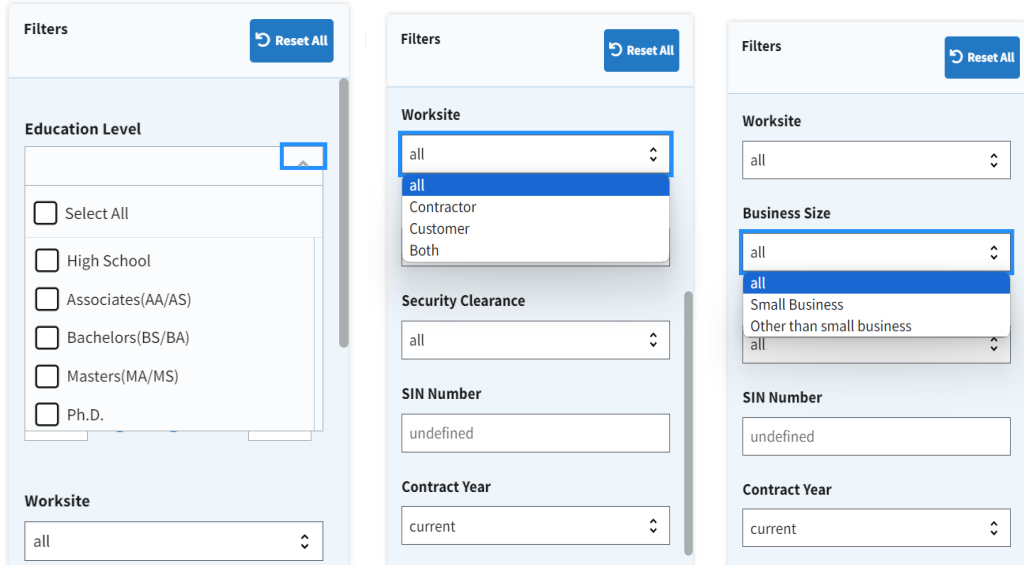 Filters
Reset All
Education Level
Select All
High School
Associates(AA/AS)
Bachelors(BS/BA)
Masters(MA/MS)
Ph.D.
Worksite
all
Filters
Reset All
Worksite
all
all
Contractor
Customer
Both
Security Clearance
all
SIN Number
undefined
Contract Year
current
Filters
Reset All
Worksite
all
Business Size
all
all
Small Business
Other than small business
all
SIN Number
undefined
Contract Year
current